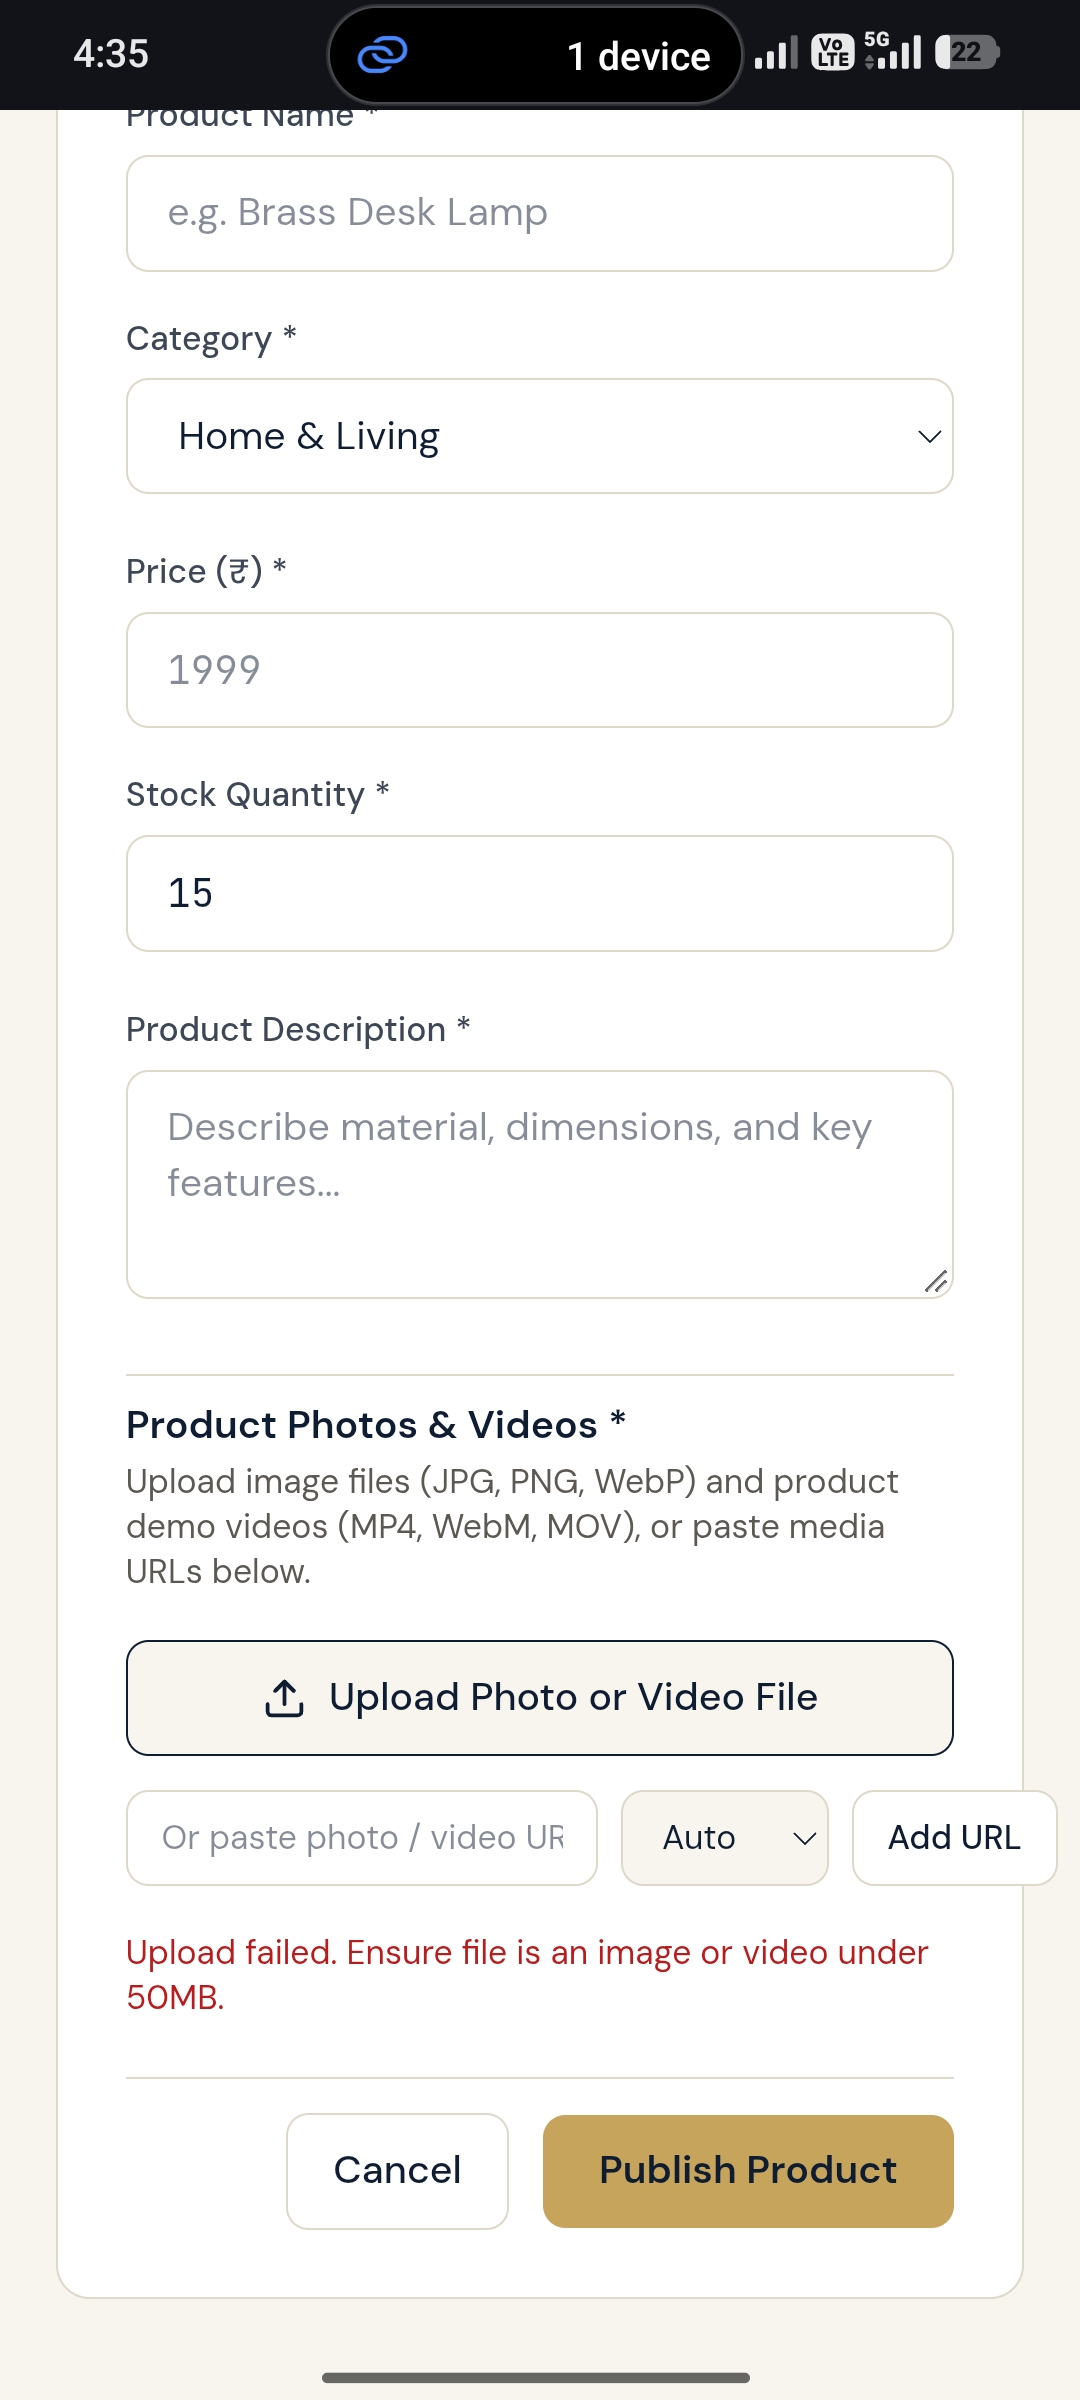 4:35
1 device
Vo LTE
5G
22
Product Name *
e.g. Brass Desk Lamp
Category *
Home & Living
Price (₹) *
1999
Stock Quantity *
15
Product Description *
Describe material, dimensions, and key
features...
Product Photos & Videos *
Upload image files (JPG, PNG, WebP) and product
demo videos (MP4, WebM, MOV), or paste media
URLs below.
Upload Photo or Video File
Or paste photo / video UR
Auto
Add URL
Upload failed. Ensure file is an image or video under
50MB.
Cancel
Publish Product